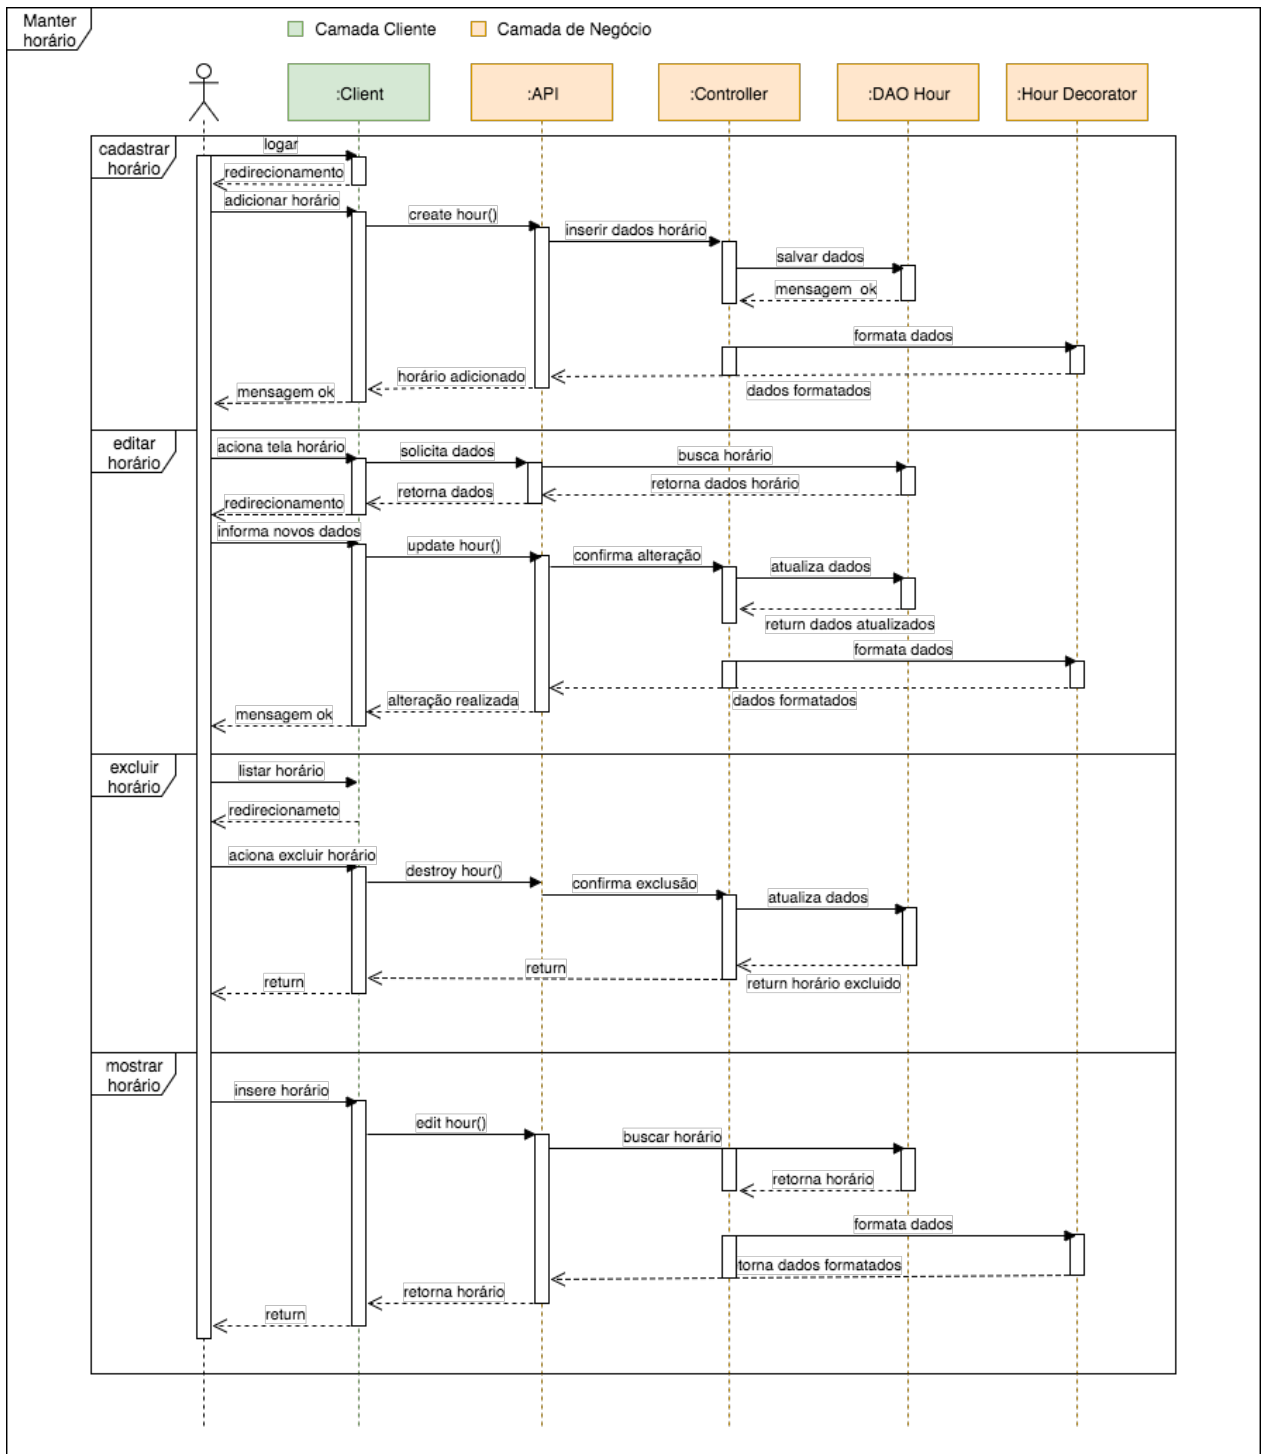 Manter
horário
Camada Cliente
Camada de Negócio
:Client
:API
:Controller
:DAO Hour
:Hour Decorator
cadastrar
horário
logar
redirecionamento
adicionar horário
create hour()
inserir dados horário
salvar dados
mensagem ok
formata dados
horário adicionado
dados formatados
mensagem ok
editar
horário
aciona tela horário
solicita dados
busca horário
retorna dados horário
retorna dados
redirecionamento
informa novos dados
update hour()
confirma alteração
atualiza dados
return dados atualizados
formata dados
alteração realizada
dados formatados
mensagem ok
excluir
horário
listar horário
redirecionameto
aciona excluir horário
destroy hour()
confirma exclusão
atualiza dados
return
return horário excluido
return
mostrar
horário
insere horário
edit hour()
buscar horário
retorna horário
formata dados
torna dados formatados
retorna horário
return